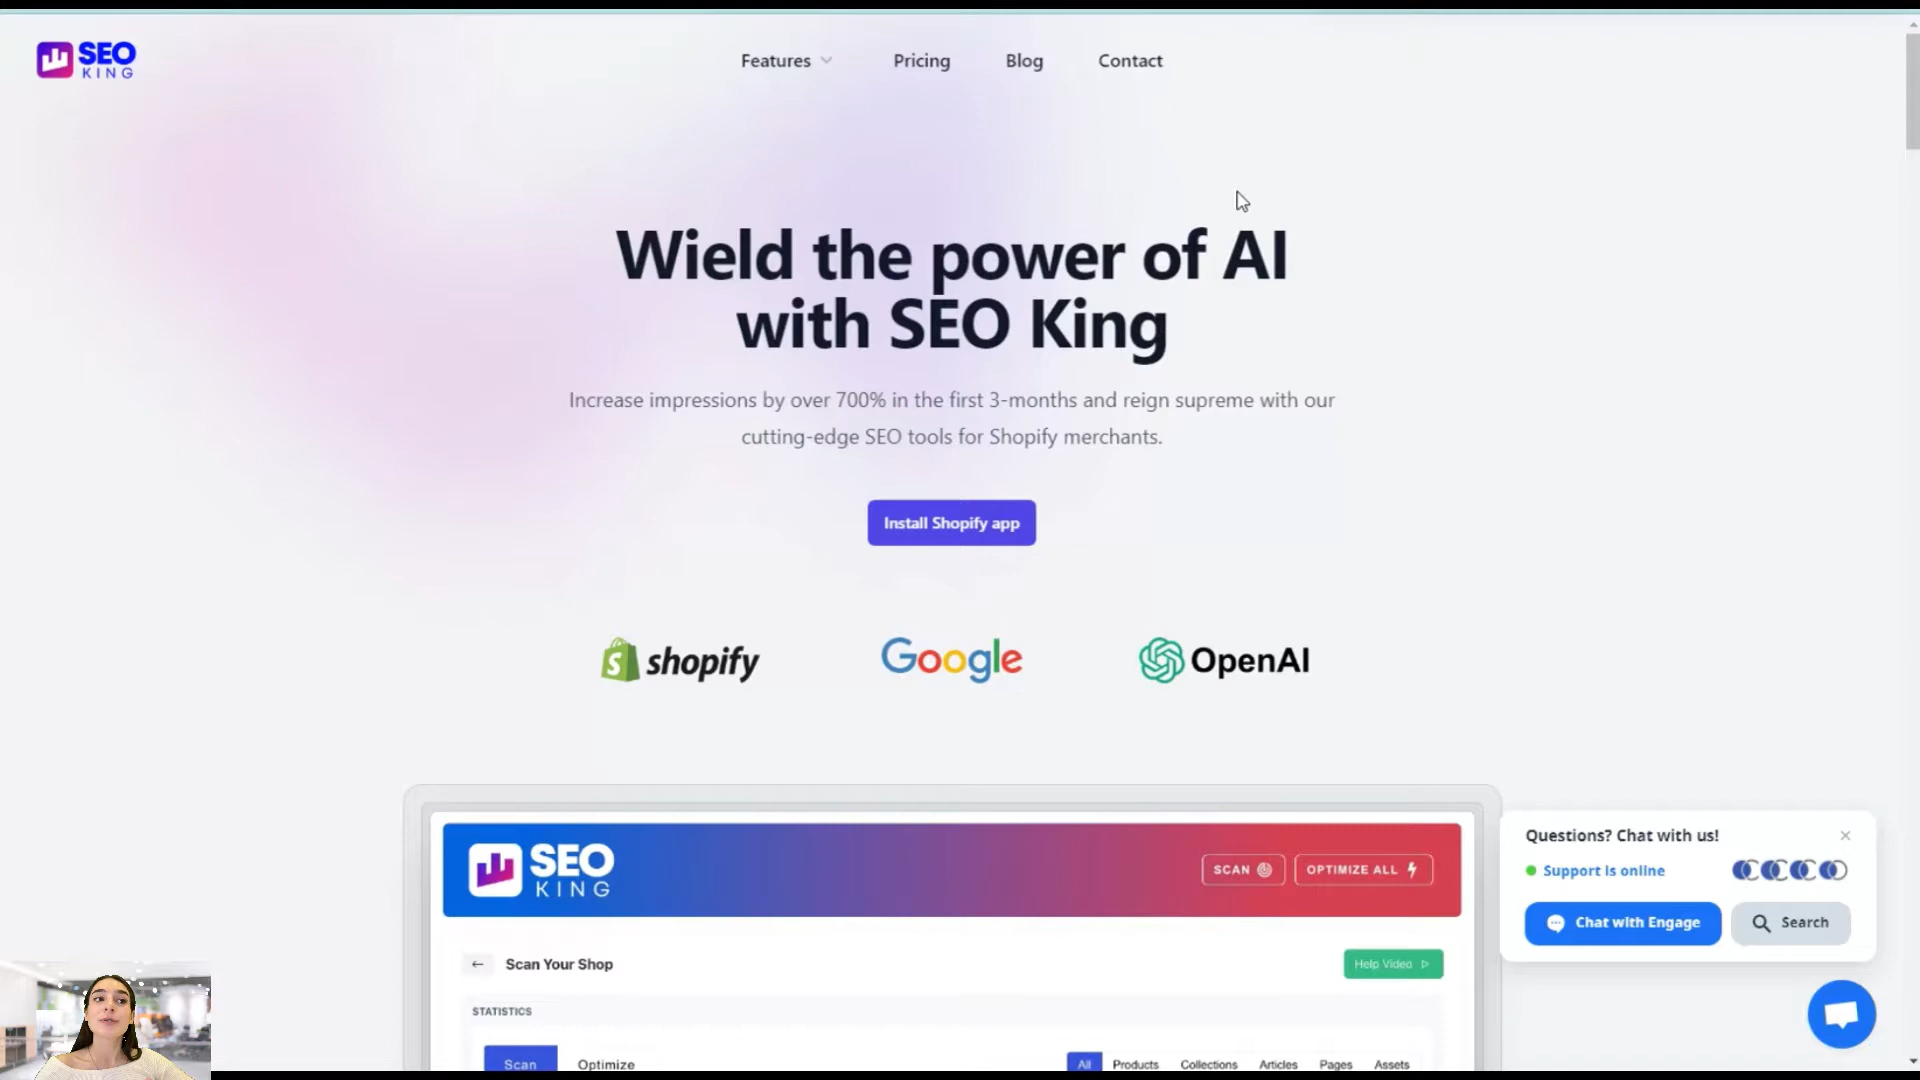 SEO
KING
Features
Pricing
Blog
Contact
Wield the power of AI
with SEO King
Increase impressions by over 700% in the first 3-months and reign supreme with our
cutting-edge SEO tools for Shopify merchants.
Install Shopify app
shopify
Google
OpenAI
SEO
KING
SCAN
OPTIMIZE ALL
Questions? Chat with us!
Support is online
Chat with Engage
Search
Scan Your Shop
Help Video
STATISTICS
Scan
Optimize
All
Products
Collections
Articles
Pages
Assets